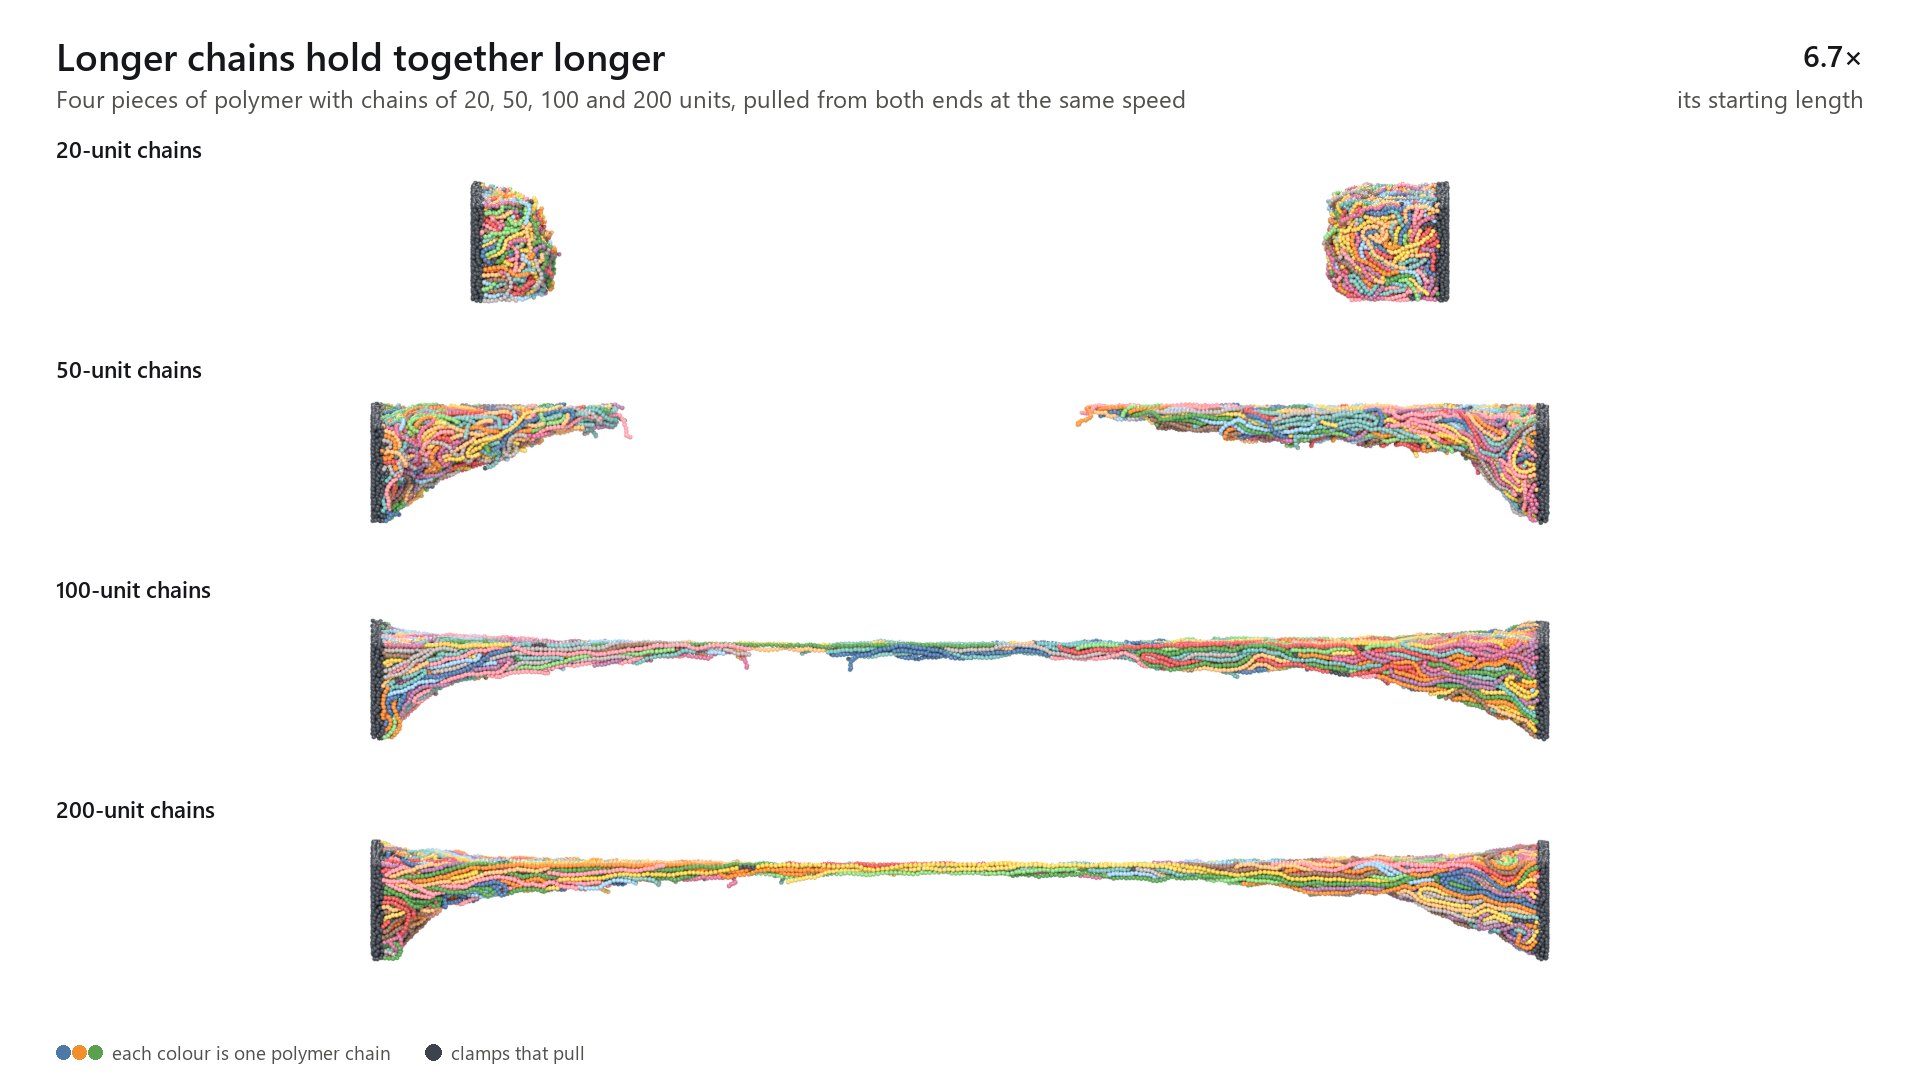 Longer chains hold together longer
6.7×
Four pieces of polymer with chains of 20, 50, 100 and 200 units, pulled from both ends at the same speed
its starting length
20-unit chains
50-unit chains
100-unit chains
200-unit chains
each colour is one polymer chain
clamps that pull